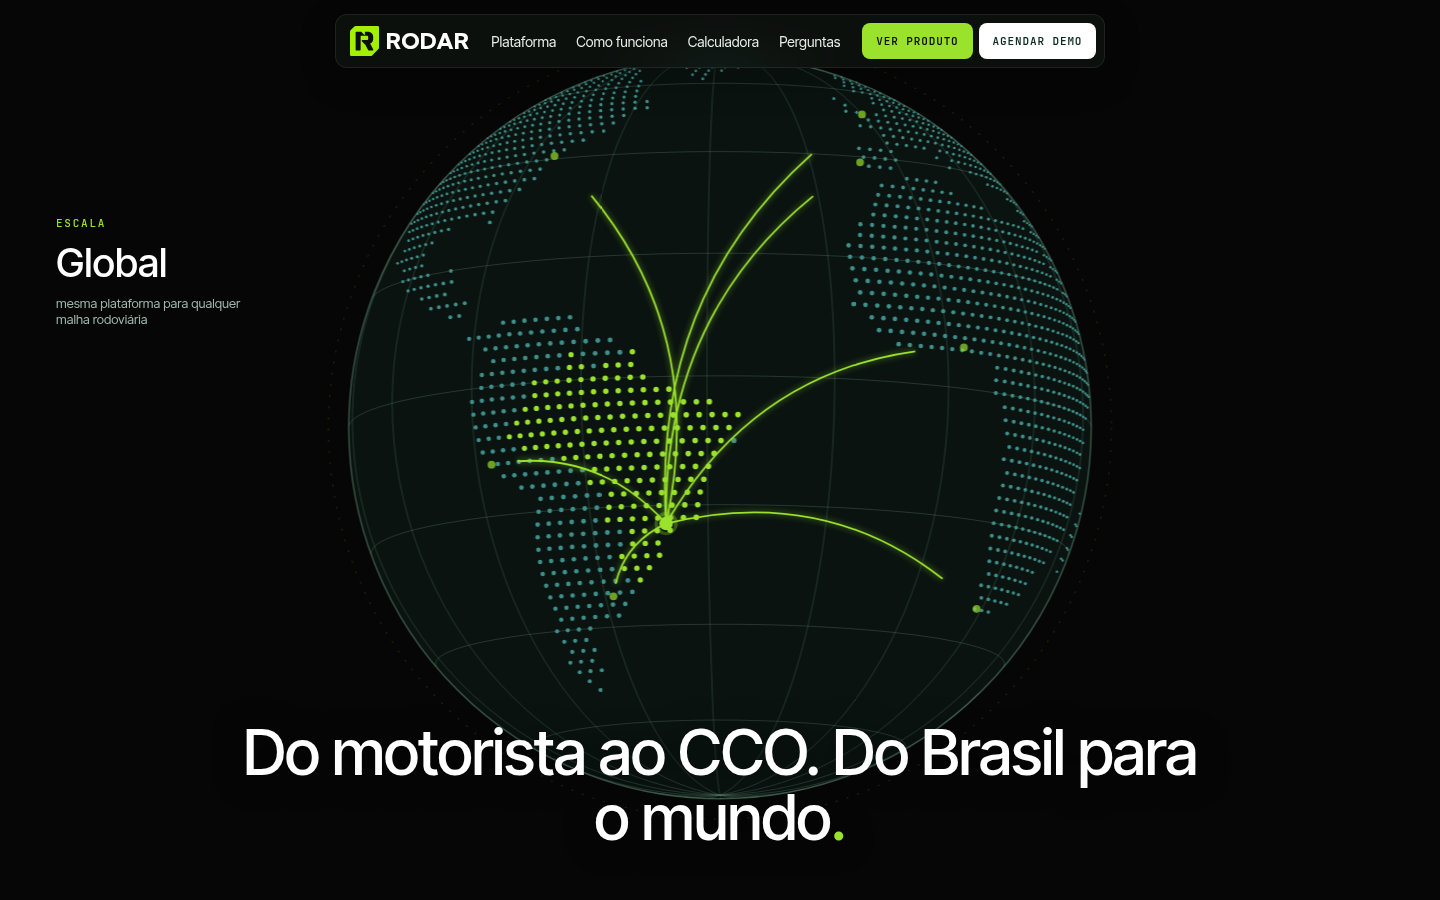 RODAR
Plataforma
Como funciona
Calculadora
Perguntas
VER PRODUTO
AGENDAR DEMO
ESCALA
Global
mesma plataforma para qualquer
malha rodoviária
Do motorista ao CCO. Do Brasil para
o mundo.